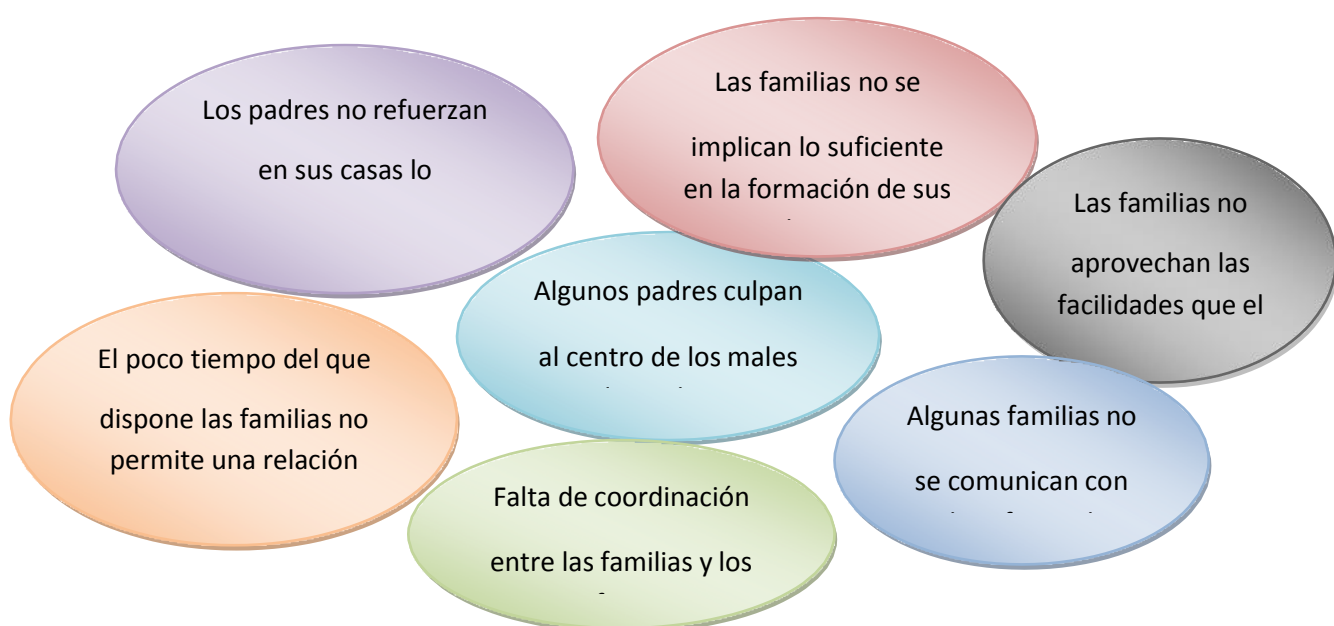 Los padres no refuerzan
en sus casas lo
Las familias no se
implican lo suficiente
en la formación de sus
Las familias no
aprovechan las
facilidades que el
Algunos padres culpan
al centro de los males
El poco tiempo del que
dispone las familias no
permite una relación
Algunas familias no
se comunican con
Falta de coordinación
entre las familias y los